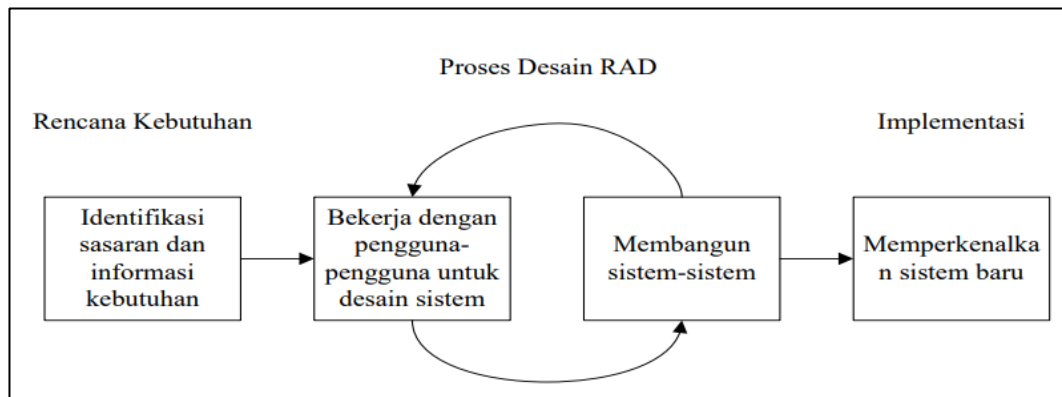 Proses Desain RAD
Rencana Kebutuhan
Implementasi
Identifikasi
sasaran dan
informasi
kebutuhan
Bekerja dengan
pengguna-
pengguna untuk
desain sistem
Membangun
sistem-sistem
Memperkenalka
n sistem baru